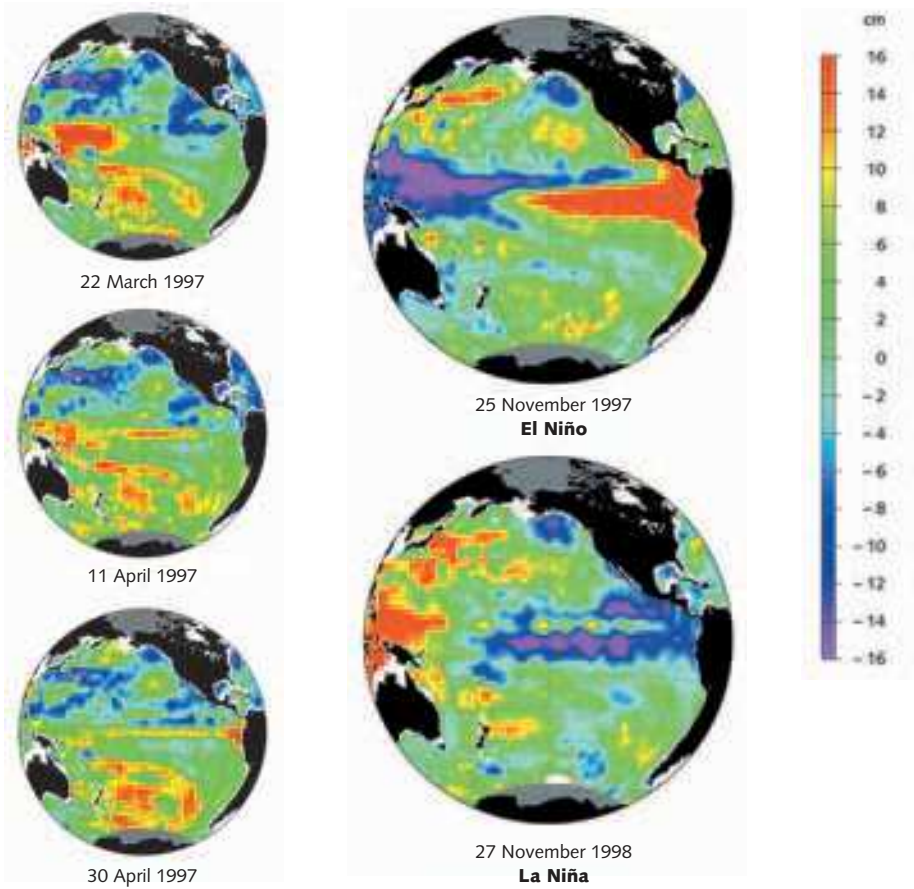 22 March 1997
11 April 1997
30 April 1997
25 November 1997
El Niño
27 November 1998
La Niña
cm
16
14
12
10
8
6
4
2
0
-2
-4
-6
-8
-10
-12
-14
-16